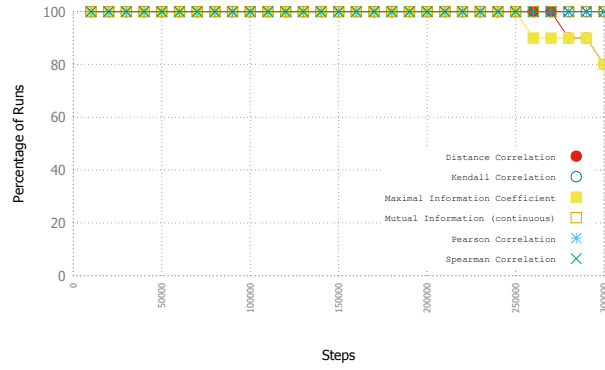 Percentage of Runs
100
80
60
40
20
0
Distance Correlation
Kendall Correlation
Maximal Information Coefficient
Mutual Information (continuous)
Pearson Correlation
Spearman Correlation
0
50000
100000
150000
200000
250000
300000
Steps